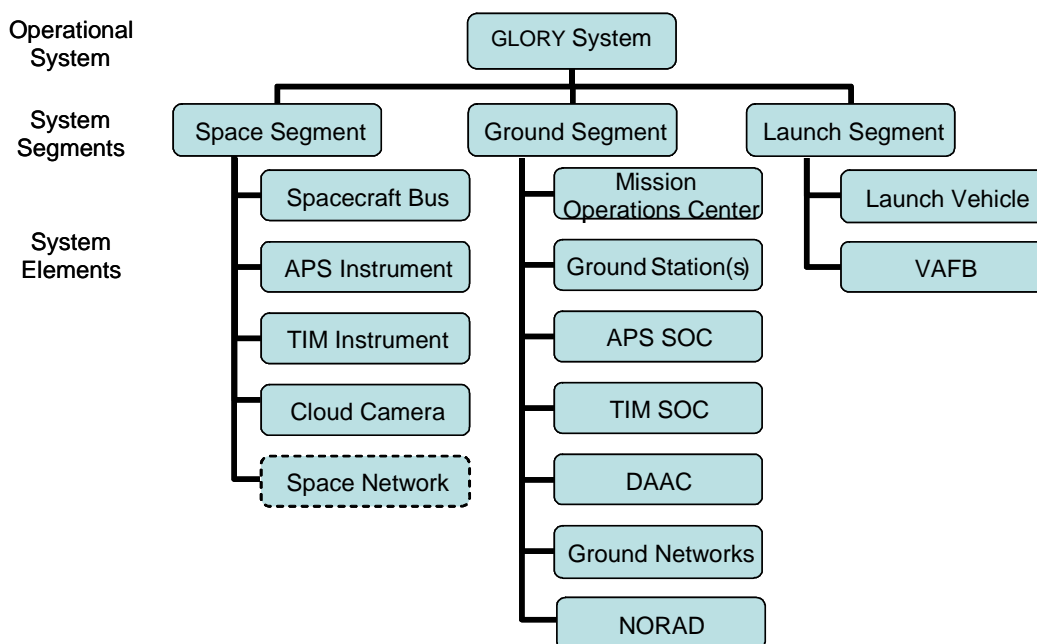 Operational
System
GLORY System
System
Segments
Space Segment
Ground Segment
Launch Segment
System
Elements
Spacecraft Bus
APS Instrument
TIM Instrument
Cloud Camera
Space Network
Mission
Operations Center
Ground Station(s)
APS SOC
TIM SOC
DAAC
Ground Networks
NORAD
Launch Vehicle
VAFB